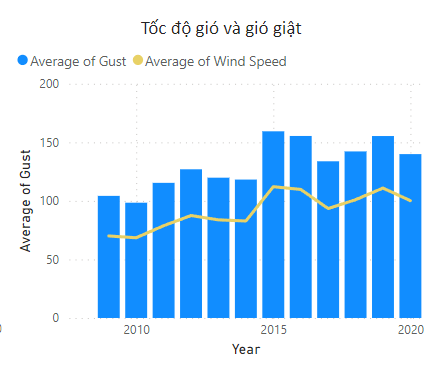 Tốc độ gió và gió giật
Average of Gust Average of Wind Speed
200
150
100
50
0
Average of Gust
0
2010 2015 2020
Year